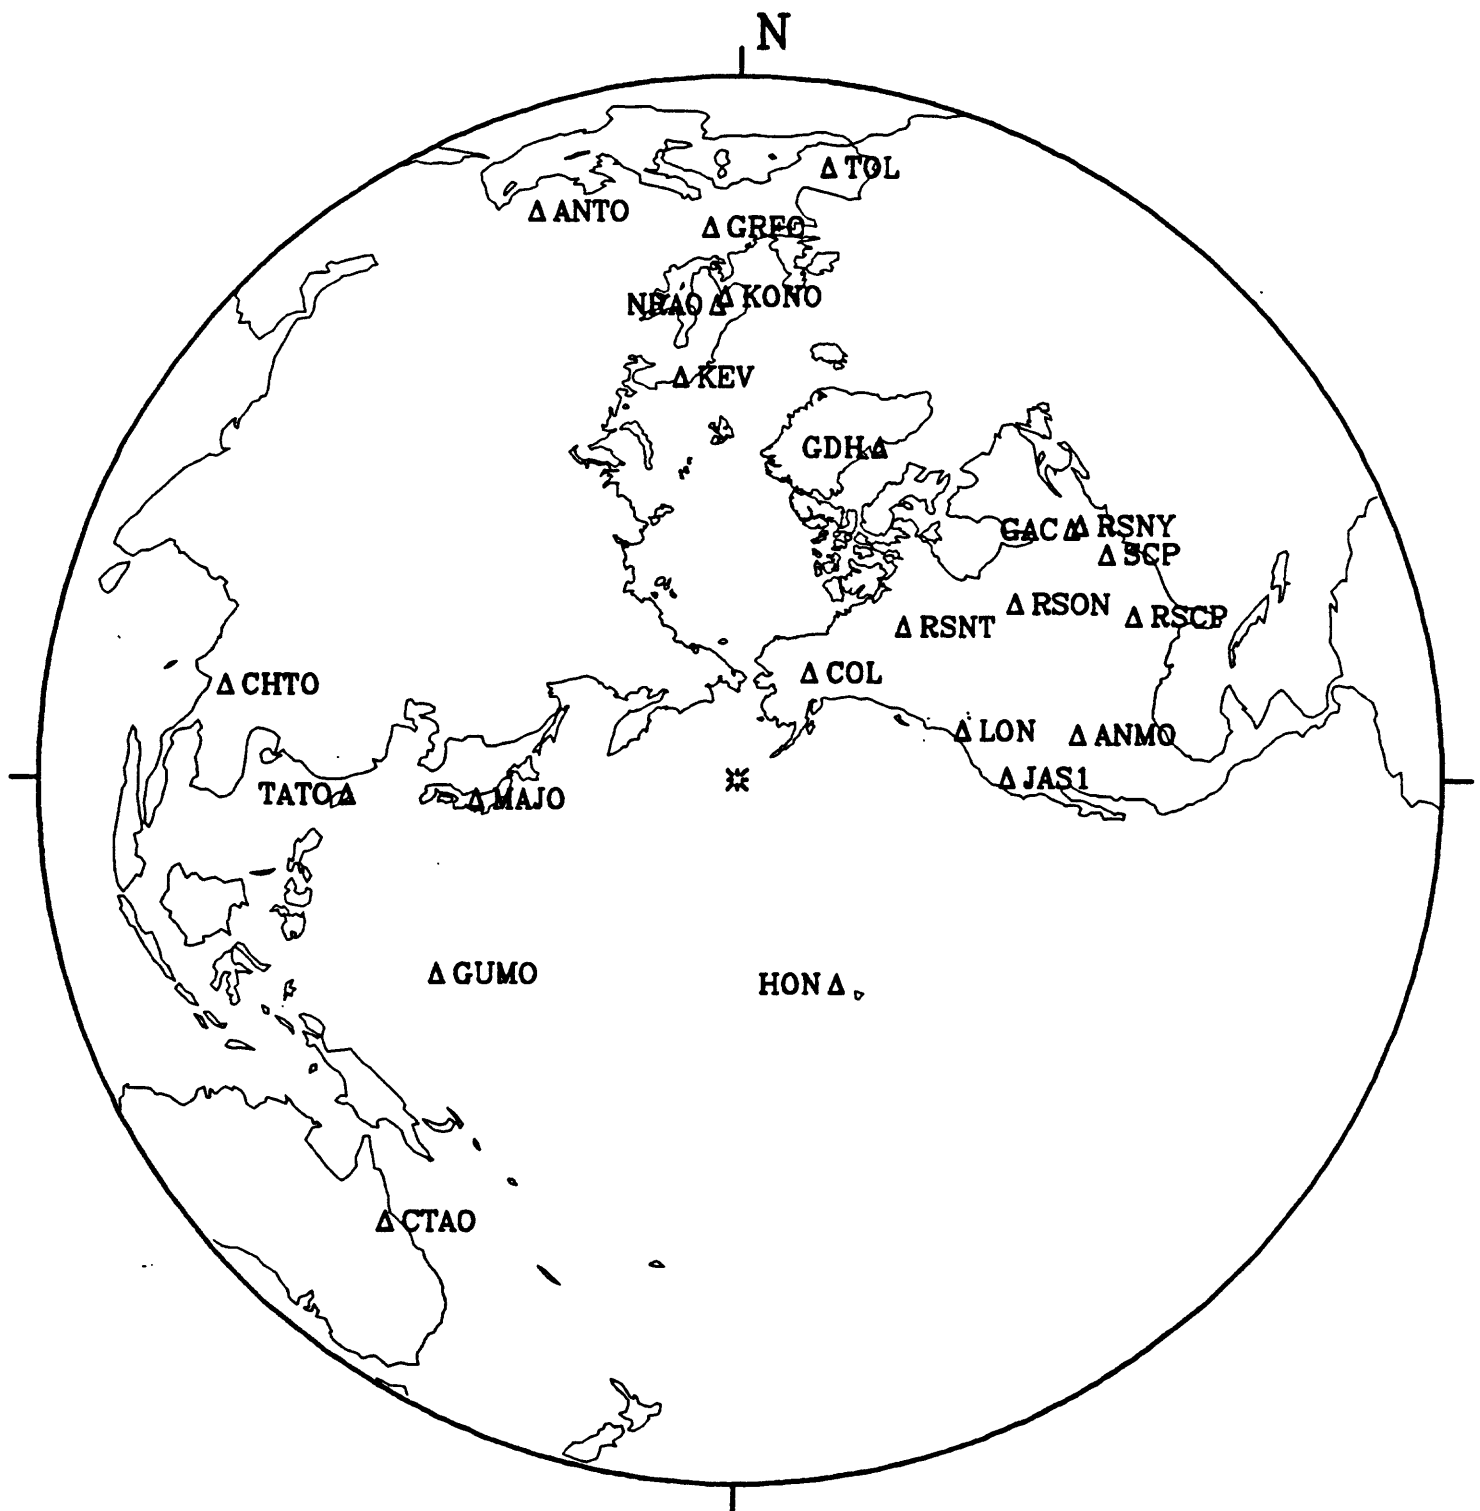 N
TOL
ANTO
GRFO
NRAO
KONO
KEV
GDH
GAC
RSNY
SCP
RSON
RSCP
RSNT
COL
CHTO
LON
ANMO
JAS1
TATO
MAJO
GUMO
HON
CTAO